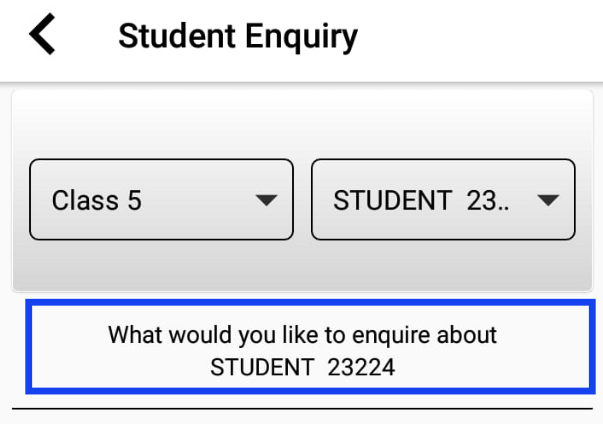 Student Enquiry
Class 5
STUDENT 23..
What would you like to enquire about
STUDENT 23224